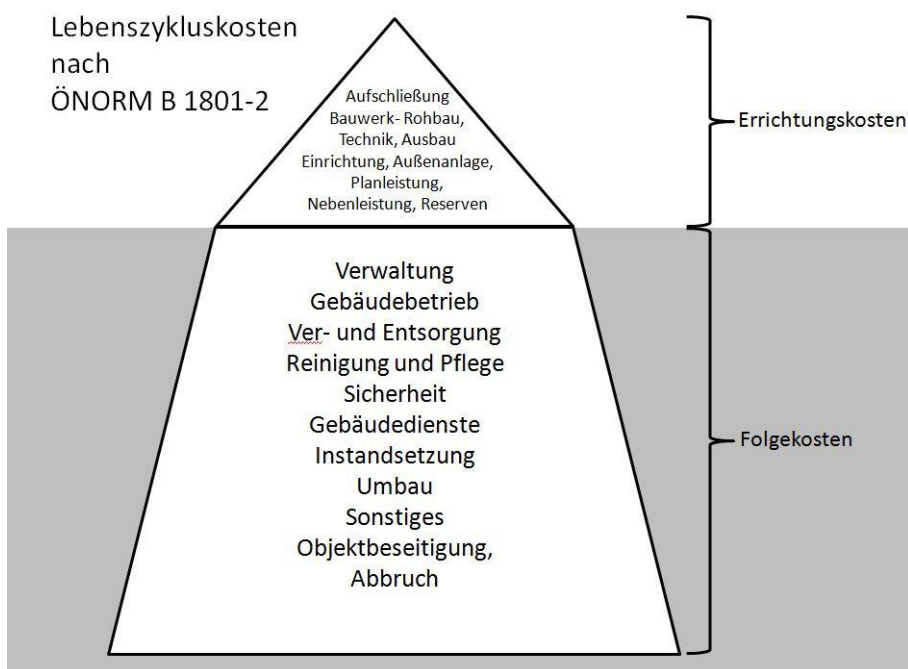 Lebenszykluskosten
nach
ÖNORM B 1801-2
Aufschließung
Bauwerk- Rohbau,
Technik, Ausbau
Einrichtung, Außenanlage,
Planleistung,
Nebenleistung, Reserven
Errichtungskosten
Verwaltung
Gebäudebetrieb
Ver- und Entsorgung
Reinigung und Pflege
Sicherheit
Gebäudedienste
Instandsetzung
Umbau
Sonstiges
Objektbeseitigung,
Abbruch
Folgekosten